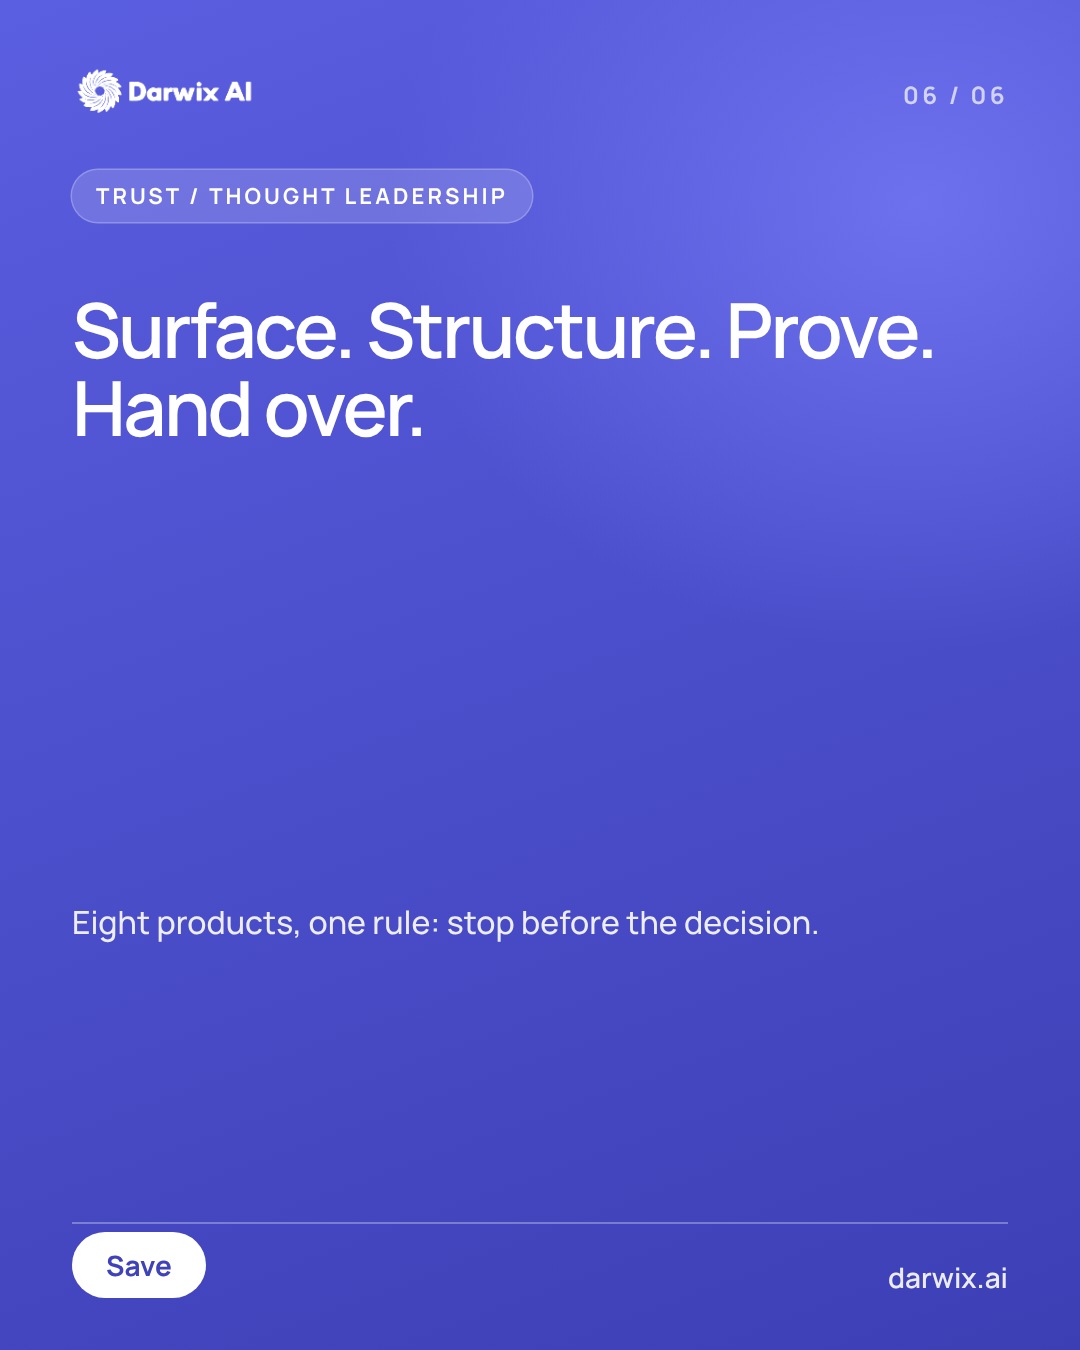 Darwix AI
06 / 06
TRUST / THOUGHT LEADERSHIP
Surface. Structure. Prove.
Hand over.
Eight products, one rule: stop before the decision.
Save
darwix.ai